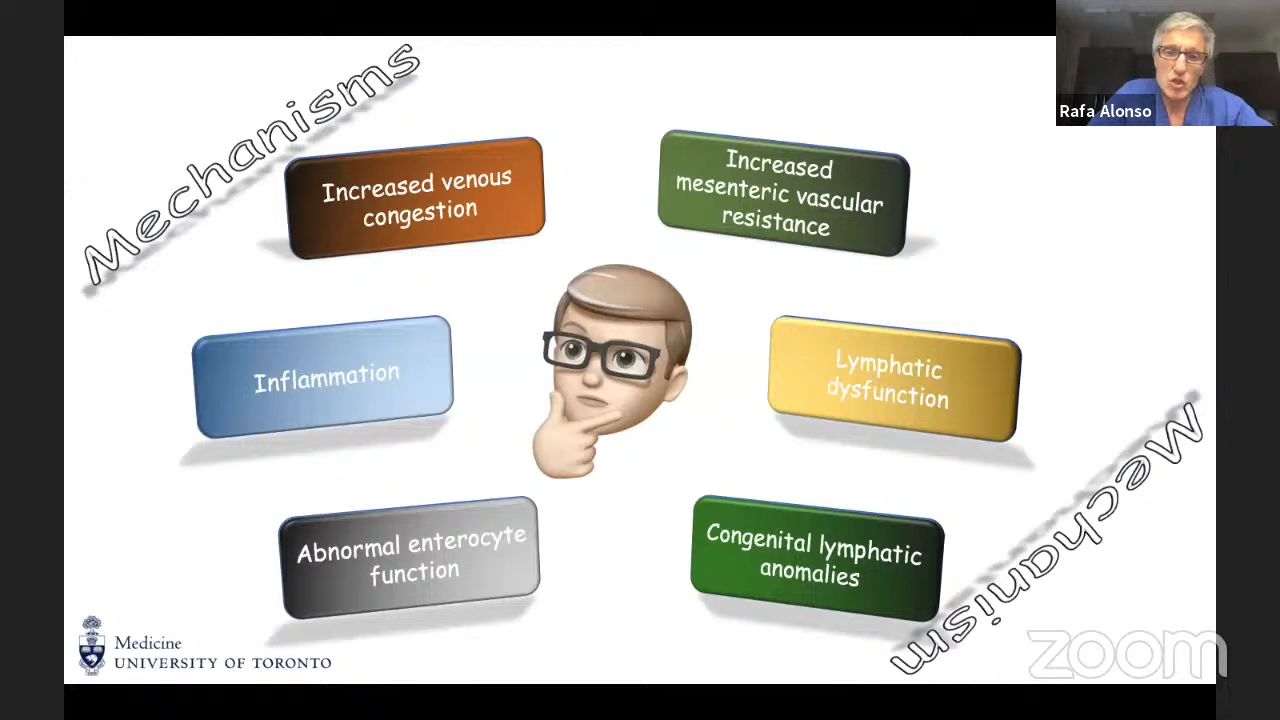 Mechanisms
Rafa Alonso
Increased venous
congestion
Increased
mesenteric vascular
resistance
Inflammation
Lymphatic
dysfunction
Abnormal enterocyte
function
Congenital lymphatic
anomalies
Mechanism
Medicine
UNIVERSITY OF TORONTO
zoom